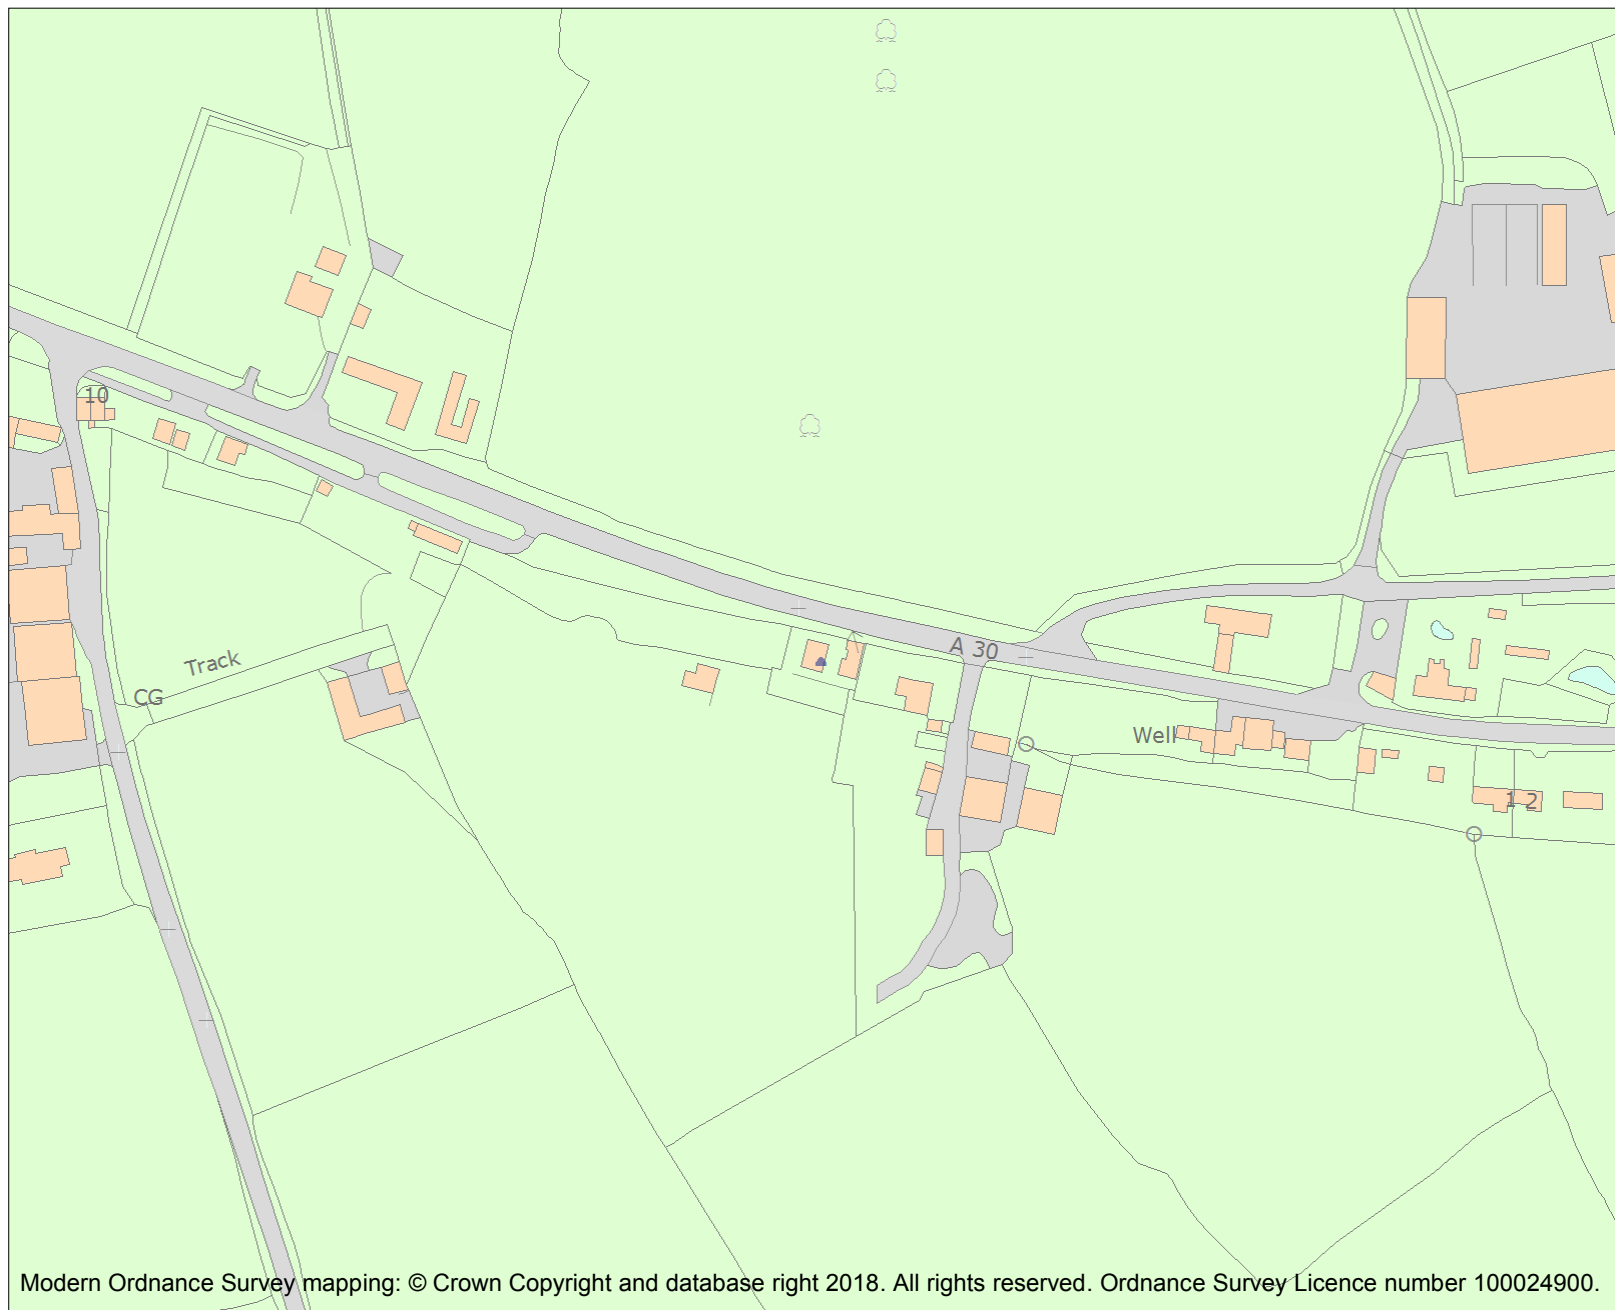 10
A 30
Track
CG
Well
1 2
Modern Ordnance Survey mapping: © Crown Copyright and database right 2018. All rights reserved. Ordnance Survey Licence number 100024900.